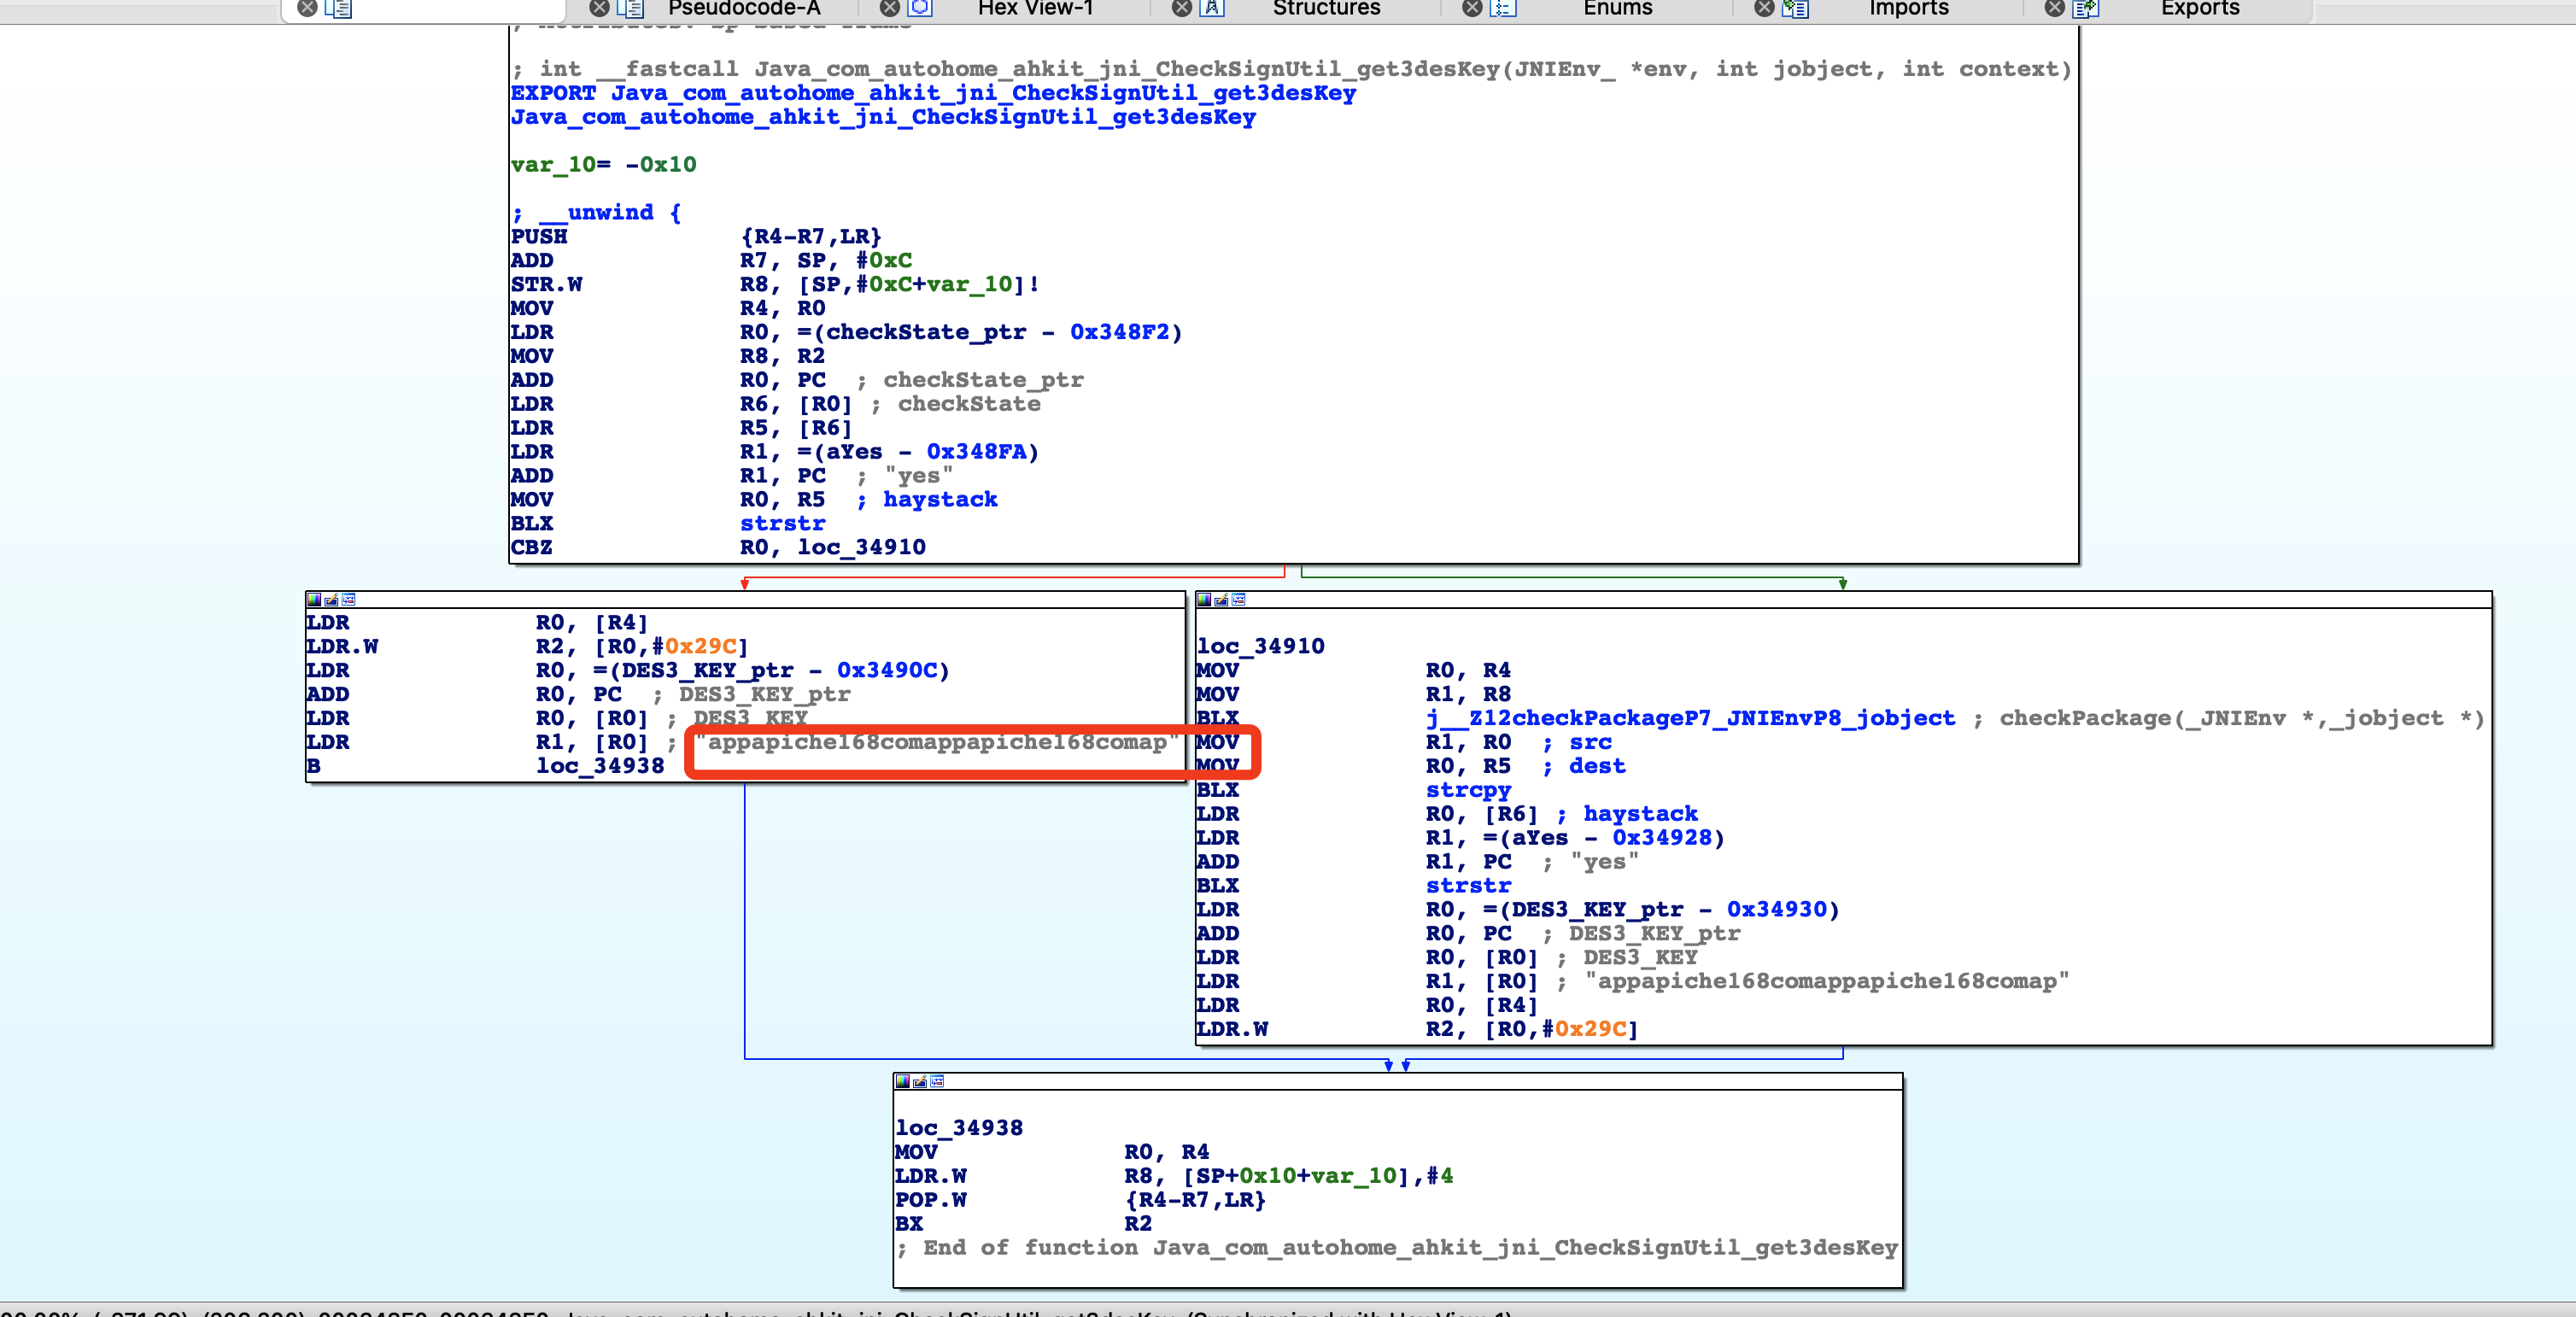 Pseudocode-A Hex View-1 Structures Enums Imports Exports
; int __fastcall Java_com_autohome_ahkit_jni_CheckSignUtil_get3desKey(JNIEnv_ *env, int jobject, int context)
EXPORT Java_com_autohome_ahkit_jni_CheckSignUtil_get3desKey
Java_com_autohome_ahkit_jni_CheckSignUtil_get3desKey
var_10= -0x10
; __unwind {
PUSH {R4-R7,LR}
ADD R7, SP, #0xC
STR.W R8, [SP,#0xC+var_10]!
MOV R4, R0
LDR R0, =(checkState_ptr - 0x348F2)
MOV R8, R2
ADD R0, PC ; checkState_ptr
LDR R6, [R0] ; checkState
LDR R5, [R6]
LDR R1, =(aYes - 0x348FA)
ADD R1, PC ; "yes"
MOV R0, R5 ; haystack
BLX strstr
CBZ R0, loc_34910
LDR R0, [R4]
LDR.W R2, [R0,#0x29C]
LDR R0, =(DES3_KEY_ptr - 0x3490C)
ADD R0, PC ; DES3_KEY_ptr
LDR R0, [R0] ; DES3_KEY
LDR R1, [R0] ; "appapiche168comappapiche168comap"
B loc_34938
loc_34910
MOV R0, R4
MOV R1, R8
BLX j__Z12checkPackageP7_JNIEnvP8_jobject ; checkPackage(_JNIEnv *,_jobject *)
MOV R1, R0 ; src
MOV R0, R5 ; dest
BLX strcpy
LDR R0, [R6] ; haystack
LDR R1, =(aYes - 0x34928)
ADD R1, PC ; "yes"
BLX strstr
LDR R0, =(DES3_KEY_ptr - 0x34930)
ADD R0, PC ; DES3_KEY_ptr
LDR R0, [R0] ; DES3_KEY
LDR R1, [R0] ; "appapiche168comappapiche168comap"
LDR R0, [R4]
LDR.W R2, [R0,#0x29C]
loc_34938
MOV R0, R4
LDR.W R8, [SP+0x10+var_10],#4
POP.W {R4-R7,LR}
BX R2
; End of function Java_com_autohome_ahkit_jni_CheckSignUtil_get3desKey